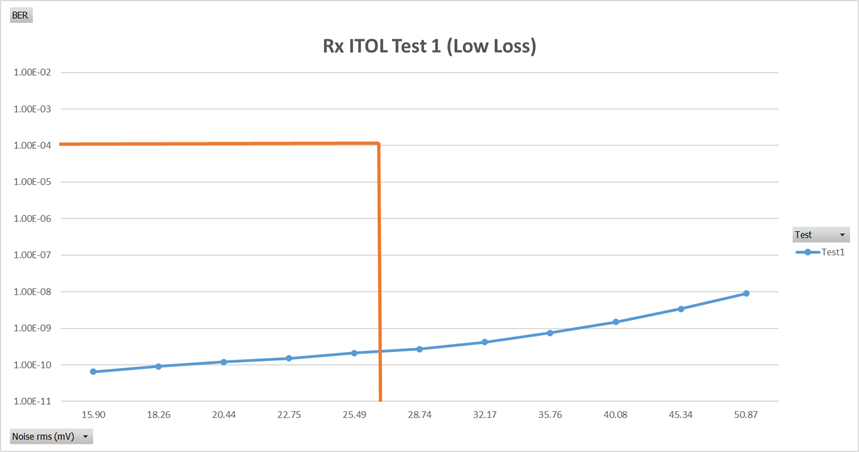 BER
Rx ITOL Test 1 (Low Loss)
1.00E-02
1.00E-03
1.00E-04
1.00E-05
1.00E-06
1.00E-07
1.00E-08
1.00E-09
1.00E-10
1.00E-11
15.90 18.26 20.44 22.75 25.49 28.74 32.17 35.76 40.08 45.34 50.87
Test
Test1
Noise rms (mV)